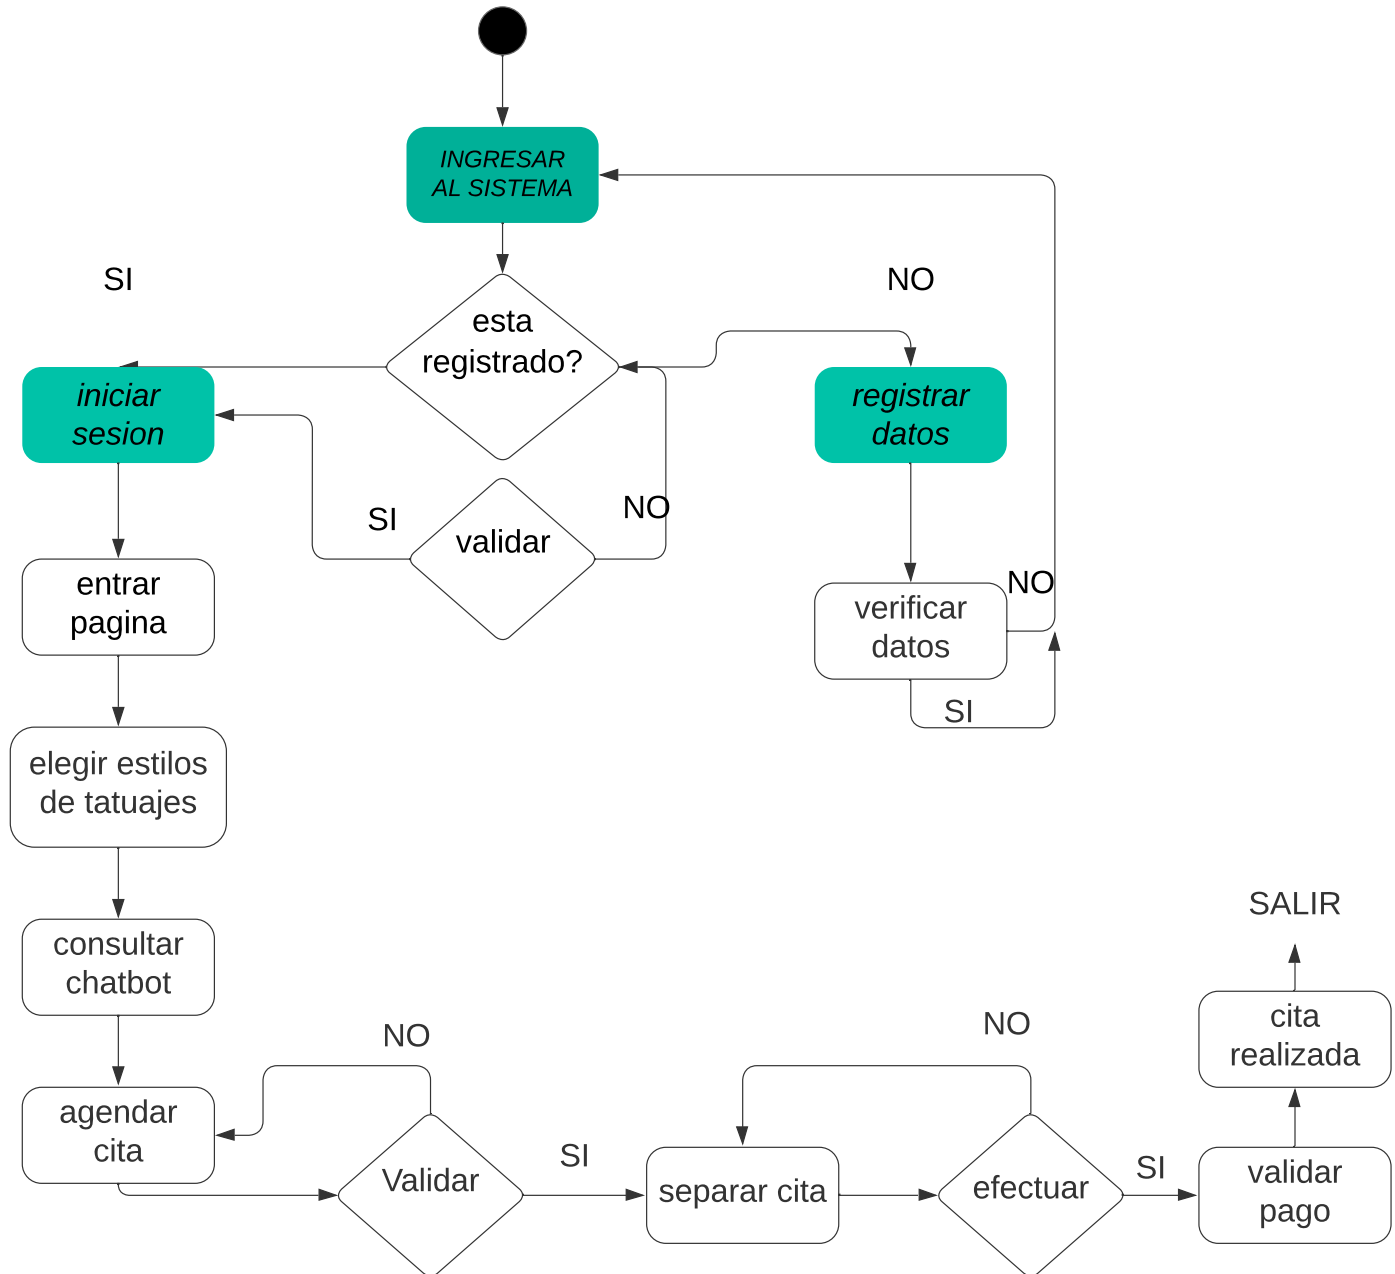 INGRESAR
AL SISTEMA
SI
NO
esta
registrado?
iniciar
sesion
registrar
datos
SI
validar
NO
entrar
pagina
NO
verificar
datos
SI
elegir estilos
de tatuajes
consultar
chatbot
SALIR
cita
realizada
NO
NO
agendar
cita
Validar
SI
separar cita
efectuar
SI
validar
pago